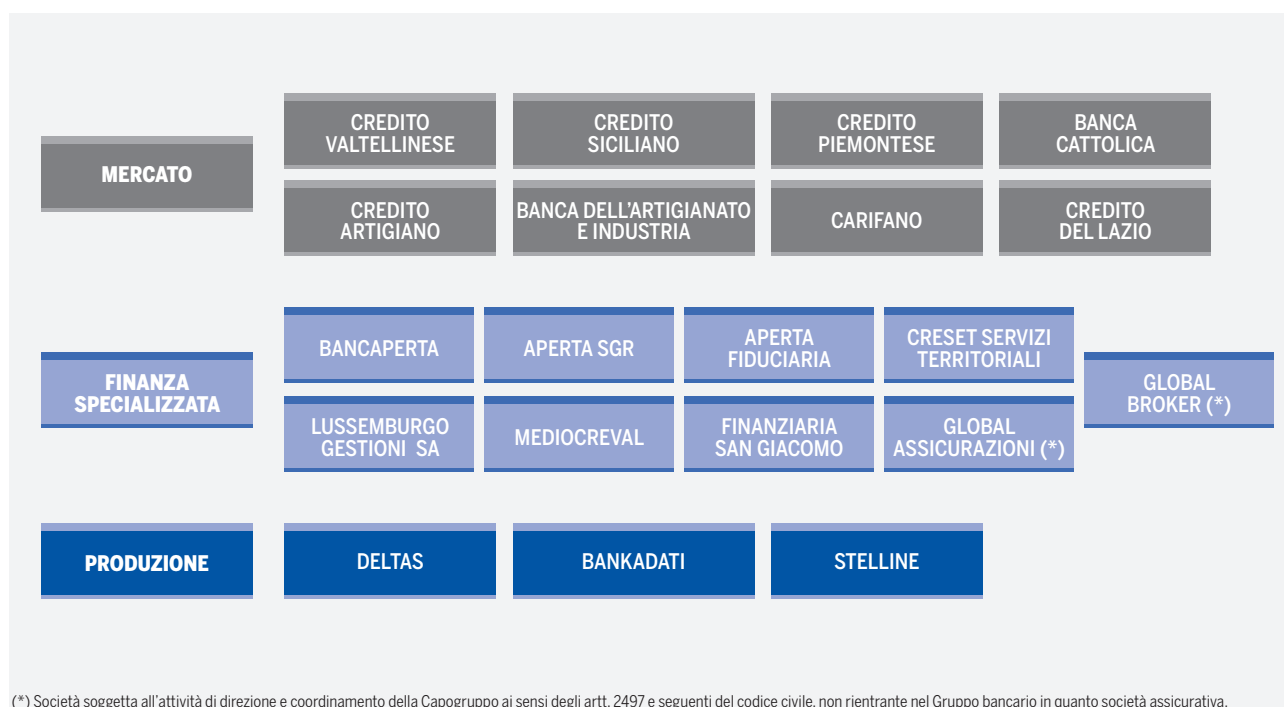 MERCATO
CREDITO
VALTELLINESE
CREDITO
SICILIANO
CREDITO
PIEMONTESE
BANCA
CATTOLICA
CREDITO
ARTIGIANO
BANCA DELL'ARTIGIANATO
E INDUSTRIA
CARIFANO
CREDITO
DEL LAZIO
FINANZA
SPECIALIZZATA
BANCAPERTA
APERTA SGR
APERTA
FIDUCIARIA
CRESET SERVIZI
TERRITORIALI
LUSSEMBURGO
GESTIONI SA
MEDIOCREVAL
FINANZIARIA
SAN GIACOMO
GLOBAL
ASSICURAZIONI (*)
GLOBAL
BROKER (*)
PRODUZIONE
DELTAS
BANKADATI
STELLINE
(*) Società soggetta all'attività di direzione e coordinamento della Capogruppo ai sensi degli artt. 2497 e seguenti del codice civile, non rientrante nel Gruppo bancario in quanto società assicurativa.